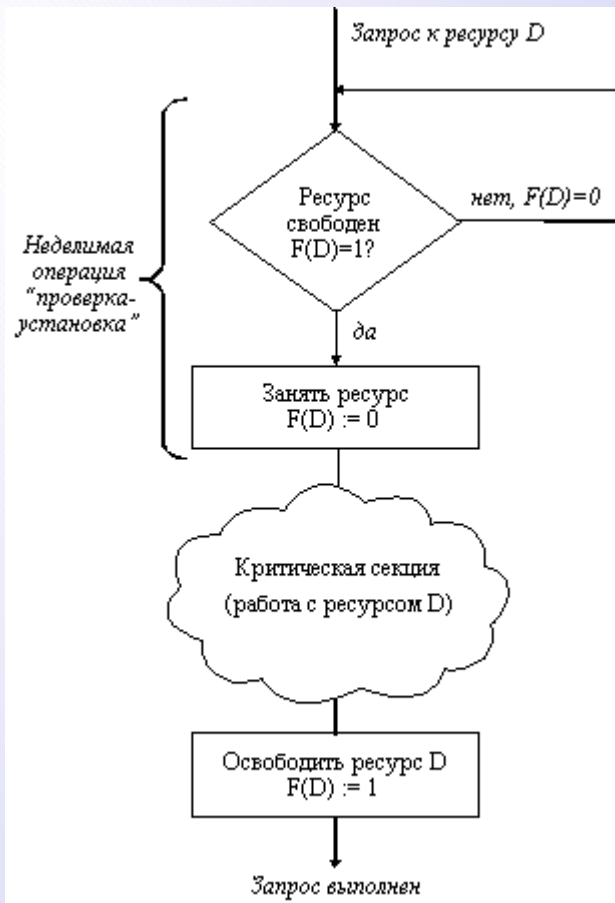 Запрос к ресурсу D
Ресурс
свободен
F(D)=1?
нет, F(D)=0
Неделимая
операция
“проверка-
установка”
да
Занять ресурс
F(D) := 0
Критическая секция
(работа с ресурсом D)
Освободить ресурс D
F(D) := 1
Запрос выполнен